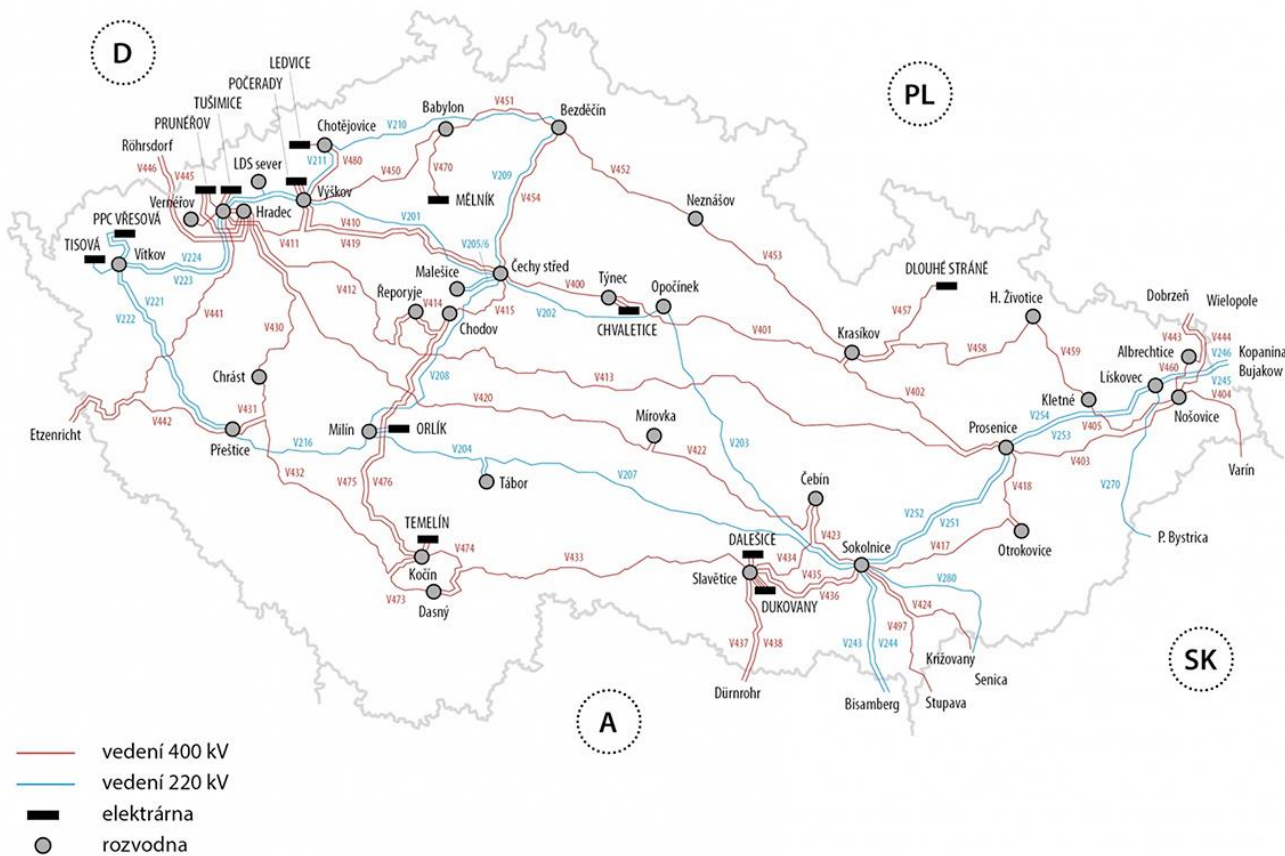 D
PL
LEDVICE
POČERADY
TUŠIMICE
PRUNÉŘOV
Röhrsdorf
V446
V445
LDS sever
Chotějovice
V210
Babylon
V451
Bezděčín
V211
V480
V450
V470
V209
V454
V452
MĚLNÍK
Výškov
Vernéřov
Hradec
PPC VŘESOVÁ
TISOVÁ
Vítkov
V224
V223
V411
V410
V419
V201
V205/6
Neznášov
V453
Malešice
Čechy střed
Týnec
Opočínek
V400
CHVALETICE
V202
V401
DLOUHÉ STRÁNĚ
V457
H. Životice
Dobrzeň
Wielopole
V221
V222
V441
V430
V412
Řeporyje
V414
Chodov
V415
Krasíkov
V458
V459
V443
V444
Albrechtice
V246
Kopanina
Bujakow
V245
V460
Lískovec
V404
Nošovice
Chrást
V208
V413
V402
Kletné
V405
V254
V253
V403
Etzenricht
V442
V431
Přeštice
V216
Milín
ORLÍK
V420
Mírovka
V422
V203
Prosenice
V418
Varín
V432
V475
V476
V204
Tábor
V207
Čebín
V252
V251
V270
P. Bystrica
TEMELÍN
V474
Kočín
V473
Dasný
V433
DALEŠICE
V434
V423
Slavětice
V435
V436
DUKOVANY
Sokolnice
V417
Otrokovice
V280
V424
V497
V437
V438
V243
V244
Dürnrohr
Bisamberg
Stupava
Križovany
Senica
SK
A
vedení 400 kV
vedení 220 kV
elektrárna
rozvodna